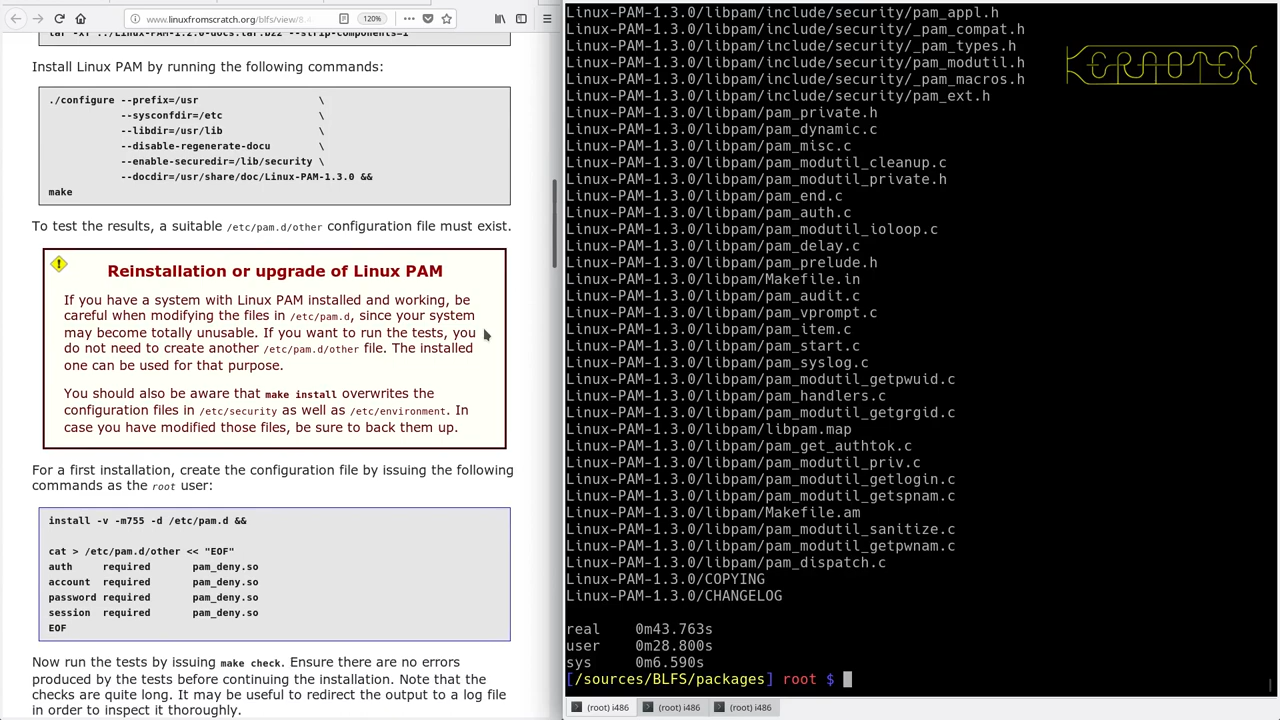 www.linuxfromscratch.org/blfs/view/8.4
120%
tar -xf ../Linux-PAM-1.2.0-docs.tar.bz2 --strip-components=1
Install Linux PAM by running the following commands:
./configure --prefix=/usr \
--sysconfdir=/etc \
--libdir=/usr/lib \
--disable-regenerate-docu \
--enable-securedir=/lib/security \
--docdir=/usr/share/doc/Linux-PAM-1.3.0 &&
make
To test the results, a suitable /etc/pam.d/other configuration file must exist.
Reinstallation or upgrade of Linux PAM
If you have a system with Linux PAM installed and working, be
careful when modifying the files in /etc/pam.d, since your system
may become totally unusable. If you want to run the tests, you
do not need to create another /etc/pam.d/other file. The installed
one can be used for that purpose.
You should also be aware that make install overwrites the
configuration files in /etc/security as well as /etc/environment. In
case you have modified those files, be sure to back them up.
For a first installation, create the configuration file by issuing the following
commands as the root user:
install -v -m755 -d /etc/pam.d &&
cat > /etc/pam.d/other << "EOF"
auth required pam_deny.so
account required pam_deny.so
password required pam_deny.so
session required pam_deny.so
EOF
Now run the tests by issuing make check. Ensure there are no errors
produced by the tests before continuing the installation. Note that the
checks are quite long. It may be useful to redirect the output to a log file
in order to inspect it thoroughly.
Linux-PAM-1.3.0/libpam/include/security/pam_appl.h
Linux-PAM-1.3.0/libpam/include/security/_pam_compat.h
Linux-PAM-1.3.0/libpam/include/security/_pam_types.h
Linux-PAM-1.3.0/libpam/include/security/pam_modutil.h
Linux-PAM-1.3.0/libpam/include/security/_pam_macros.h
Linux-PAM-1.3.0/libpam/include/security/pam_ext.h
Linux-PAM-1.3.0/libpam/pam_private.h
Linux-PAM-1.3.0/libpam/pam_dynamic.c
Linux-PAM-1.3.0/libpam/pam_misc.c
Linux-PAM-1.3.0/libpam/pam_modutil_cleanup.c
Linux-PAM-1.3.0/libpam/pam_modutil_private.h
Linux-PAM-1.3.0/libpam/pam_end.c
Linux-PAM-1.3.0/libpam/pam_auth.c
Linux-PAM-1.3.0/libpam/pam_modutil_ioloop.c
Linux-PAM-1.3.0/libpam/pam_delay.c
Linux-PAM-1.3.0/libpam/pam_prelude.h
Linux-PAM-1.3.0/libpam/Makefile.in
Linux-PAM-1.3.0/libpam/pam_audit.c
Linux-PAM-1.3.0/libpam/pam_vprompt.c
Linux-PAM-1.3.0/libpam/pam_item.c
Linux-PAM-1.3.0/libpam/pam_start.c
Linux-PAM-1.3.0/libpam/pam_syslog.c
Linux-PAM-1.3.0/libpam/pam_modutil_getpwuid.c
Linux-PAM-1.3.0/libpam/pam_handlers.c
Linux-PAM-1.3.0/libpam/pam_modutil_getgrgid.c
Linux-PAM-1.3.0/libpam/libpam.map
Linux-PAM-1.3.0/libpam/pam_get_authtok.c
Linux-PAM-1.3.0/libpam/pam_modutil_priv.c
Linux-PAM-1.3.0/libpam/pam_modutil_getlogin.c
Linux-PAM-1.3.0/libpam/pam_modutil_getspnam.c
Linux-PAM-1.3.0/libpam/Makefile.am
Linux-PAM-1.3.0/libpam/pam_modutil_sanitize.c
Linux-PAM-1.3.0/libpam/pam_modutil_getpwnam.c
Linux-PAM-1.3.0/libpam/pam_dispatch.c
Linux-PAM-1.3.0/COPYING
Linux-PAM-1.3.0/CHANGELOG
real 0m43.763s
user 0m28.800s
sys 0m6.590s
[/sources/BLFS/packages] root $
(root) i486
(root) i486
(root) i486